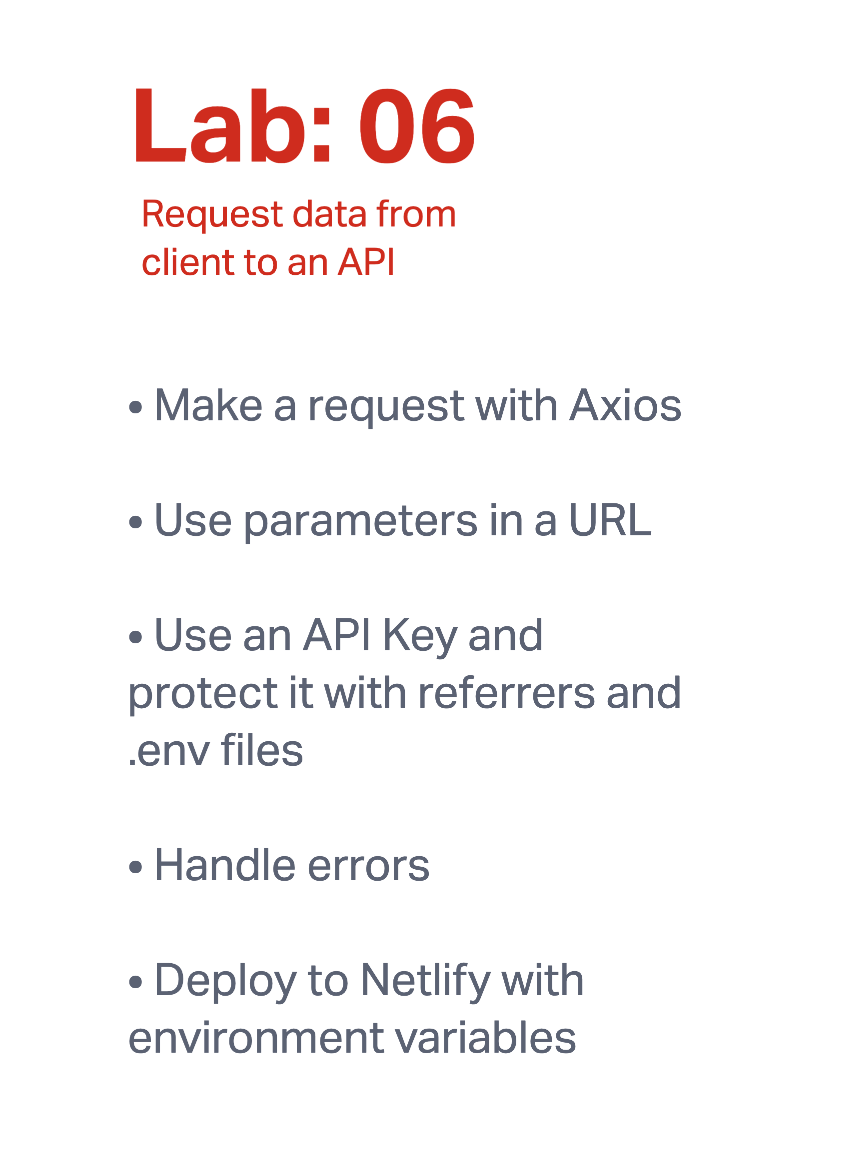 Lab: 06
Request data from
client to an API
• Make a request with Axios
• Use parameters in a URL
• Use an API Key and
protect it with referrers and
.env files
• Handle errors
• Deploy to Netlify with
environment variables